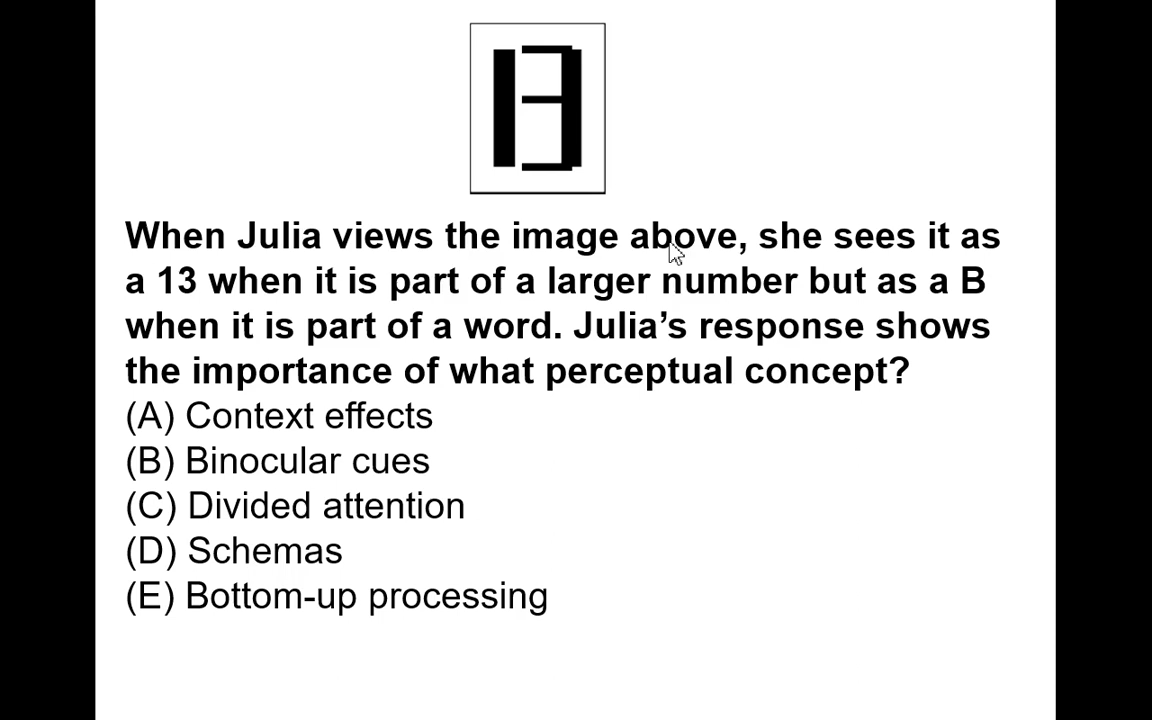 13
When Julia views the image above, she sees it as
a 13 when it is part of a larger number but as a B
when it is part of a word. Julia’s response shows
the importance of what perceptual concept?
(A) Context effects
(B) Binocular cues
(C) Divided attention
(D) Schemas
(E) Bottom-up processing